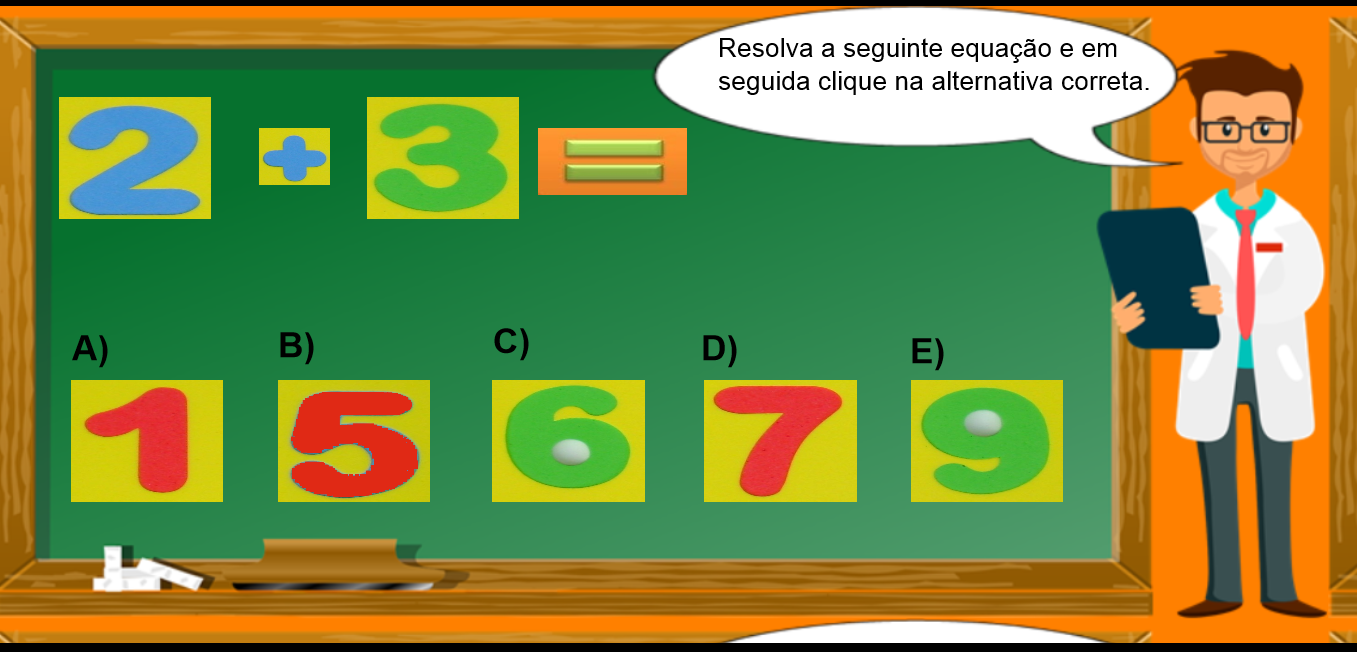 Resolva a seguinte equação e em
seguida clique na alternativa correta.
2 + 3 =
A) B) C) D) E)
1 5 6 7 9